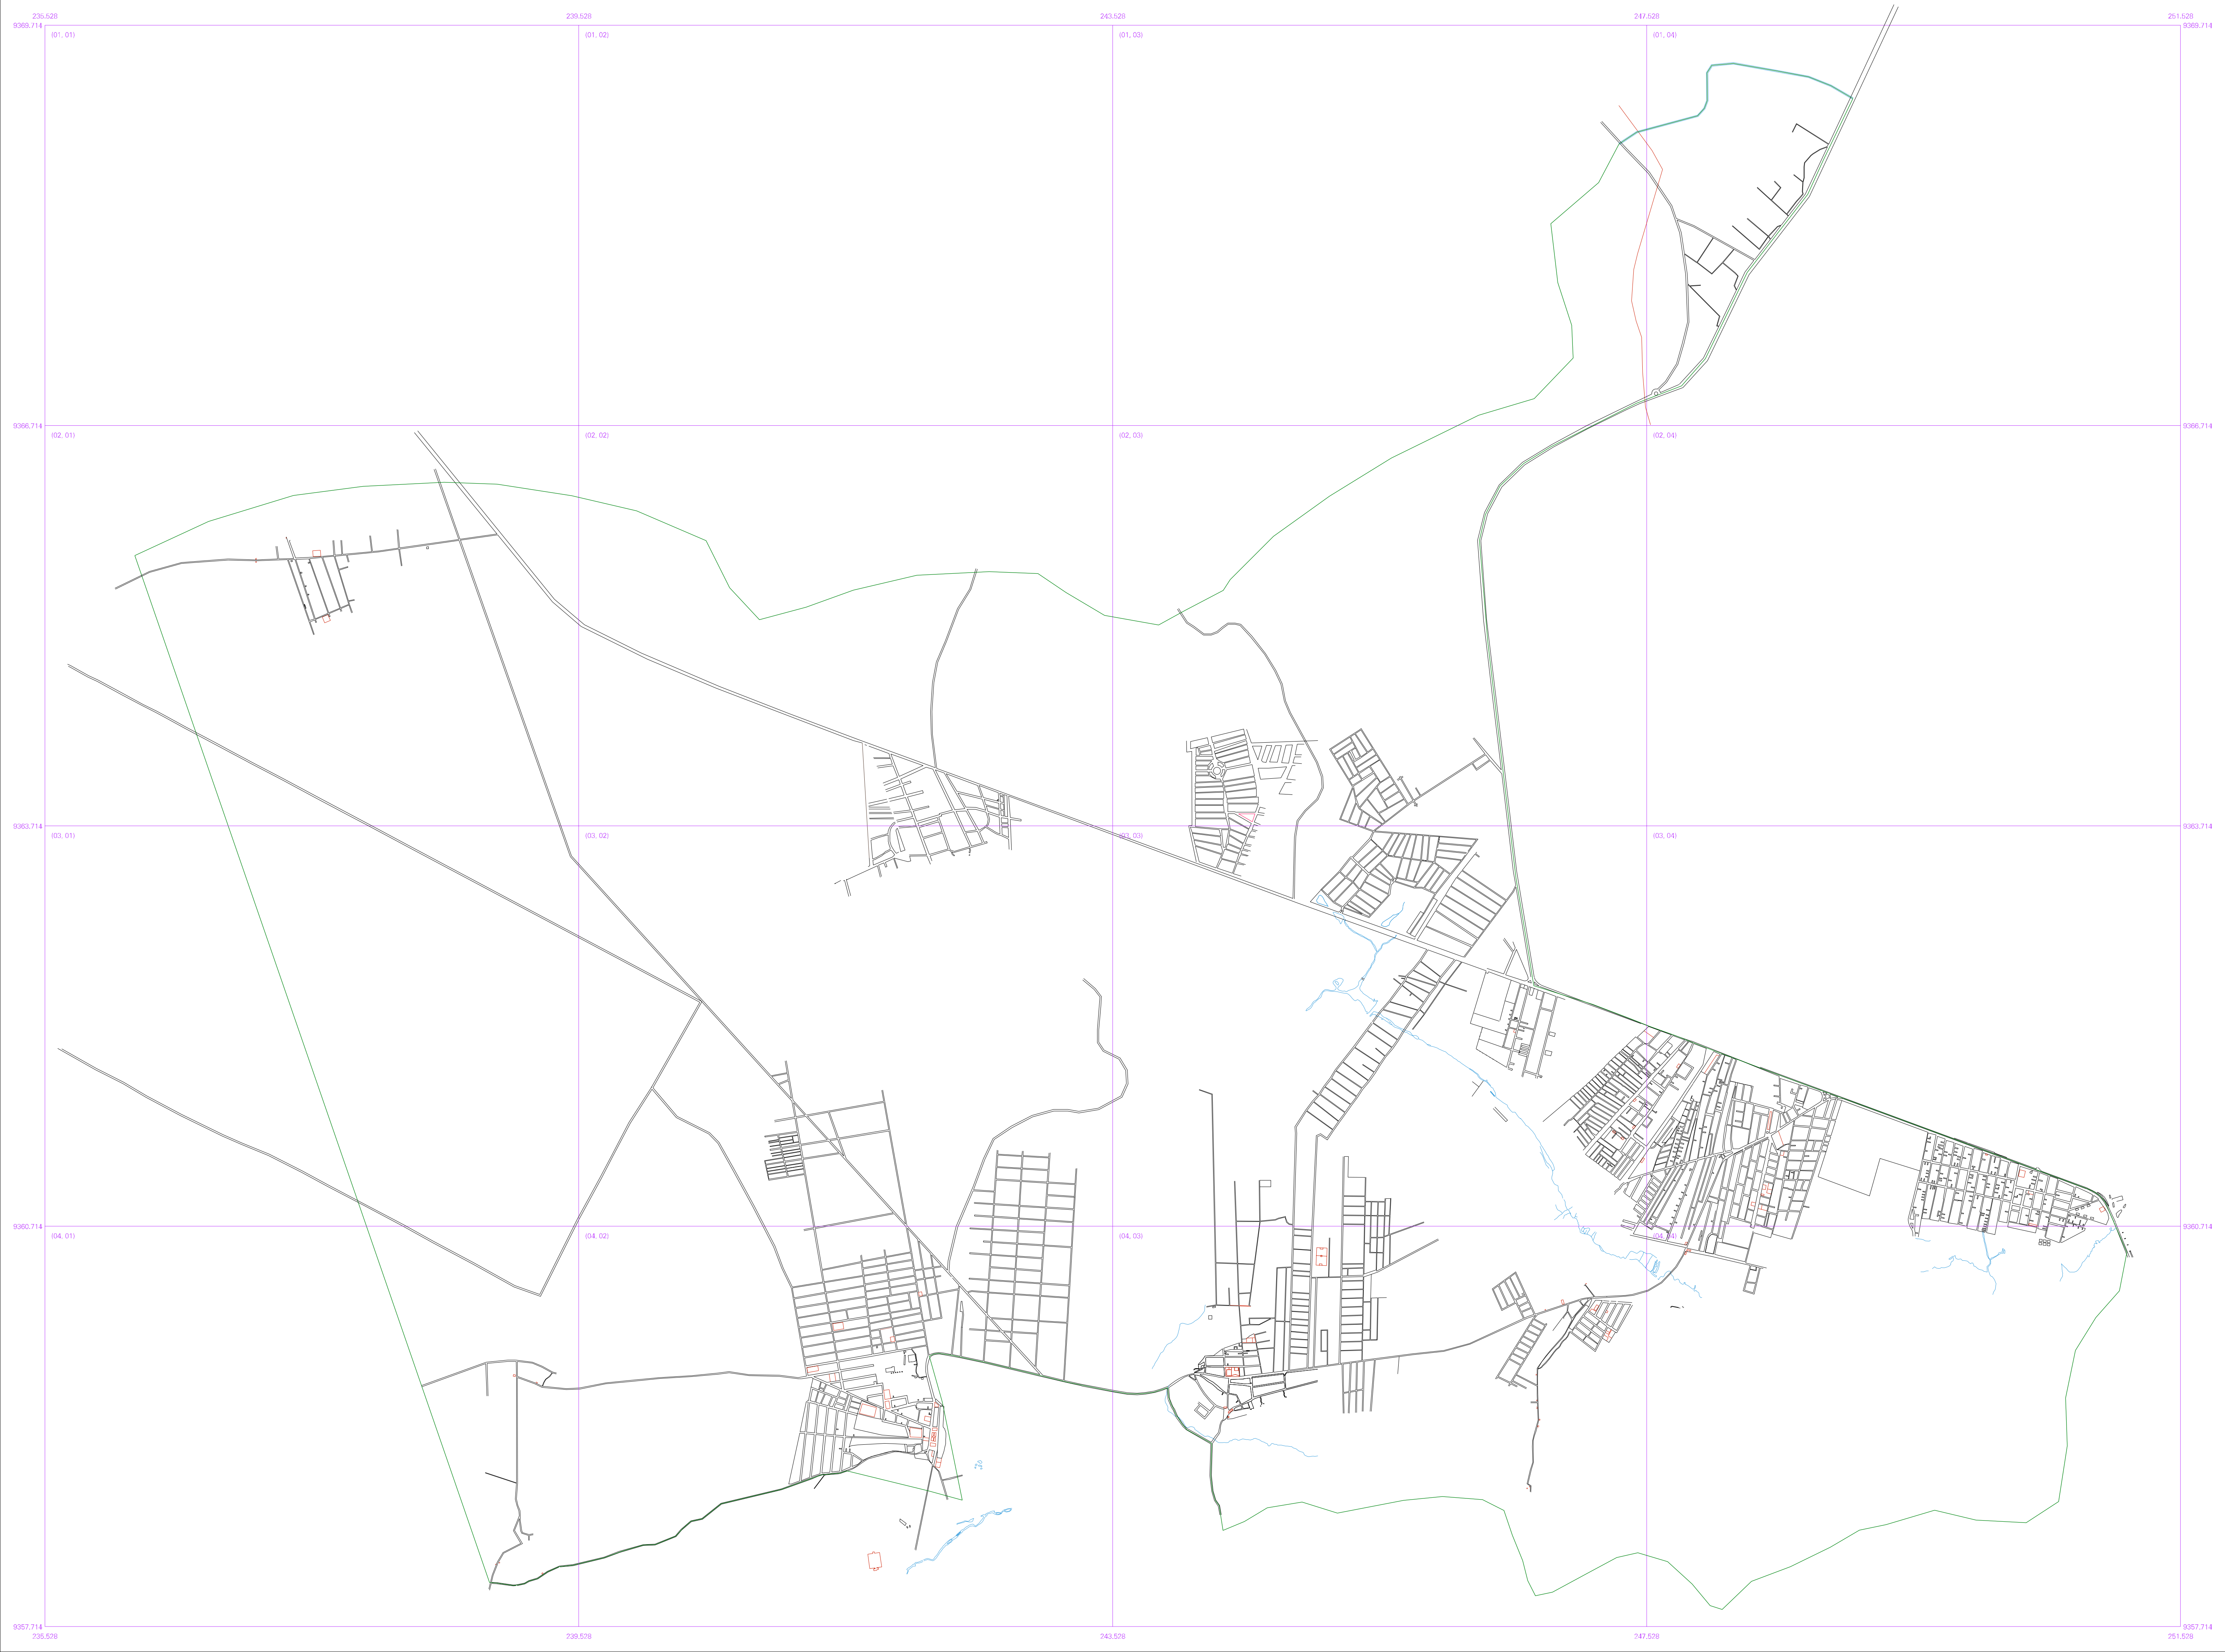 235.528 239.528 243.528 247.528 251.528
9369.714 9369.714
(01, 01) (01, 02) (01, 03) (01, 04)
9366.714 9366.714
(02, 01) (02, 02) (02, 03) (02, 04)
9363.714 9363.714
(03, 01) (03, 02) (03, 03) (03, 04)
9360.714 9360.714
(04, 01) (04, 02) (04, 03) (04, 04)
9357.714 9357.714
235.528 239.528 243.528 247.528 251.528